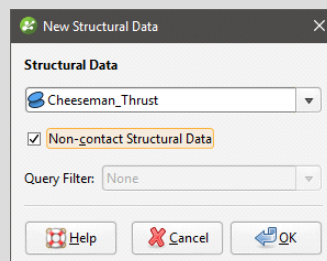 New Structural Data
Structural Data
Cheeseman_Thrust
Non-contact Structural Data
Query Filter: None
Help Cancel OK